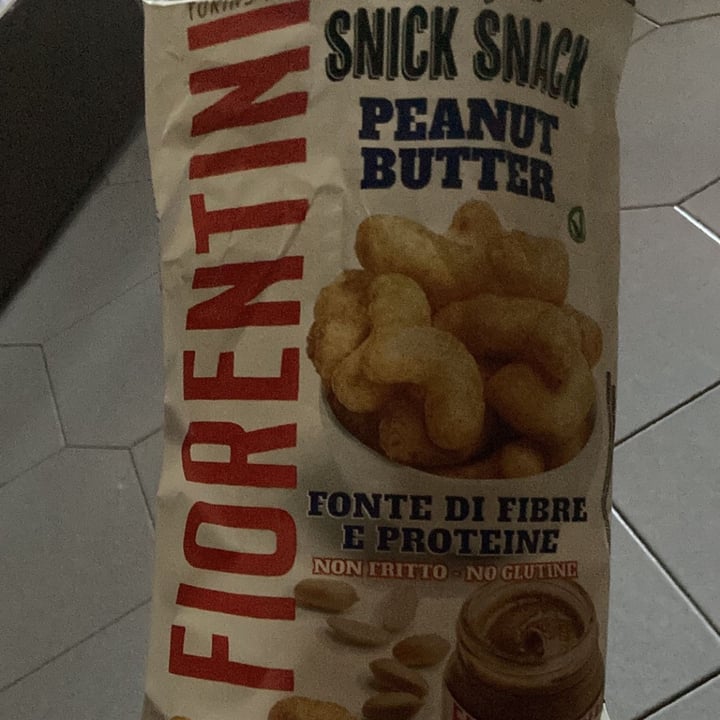 FIORENTINI
SNICK SNACK
PEANUT
BUTTER
FONTE DI FIBRE
E PROTEINE
NON FRITTO - NO GLUTINE